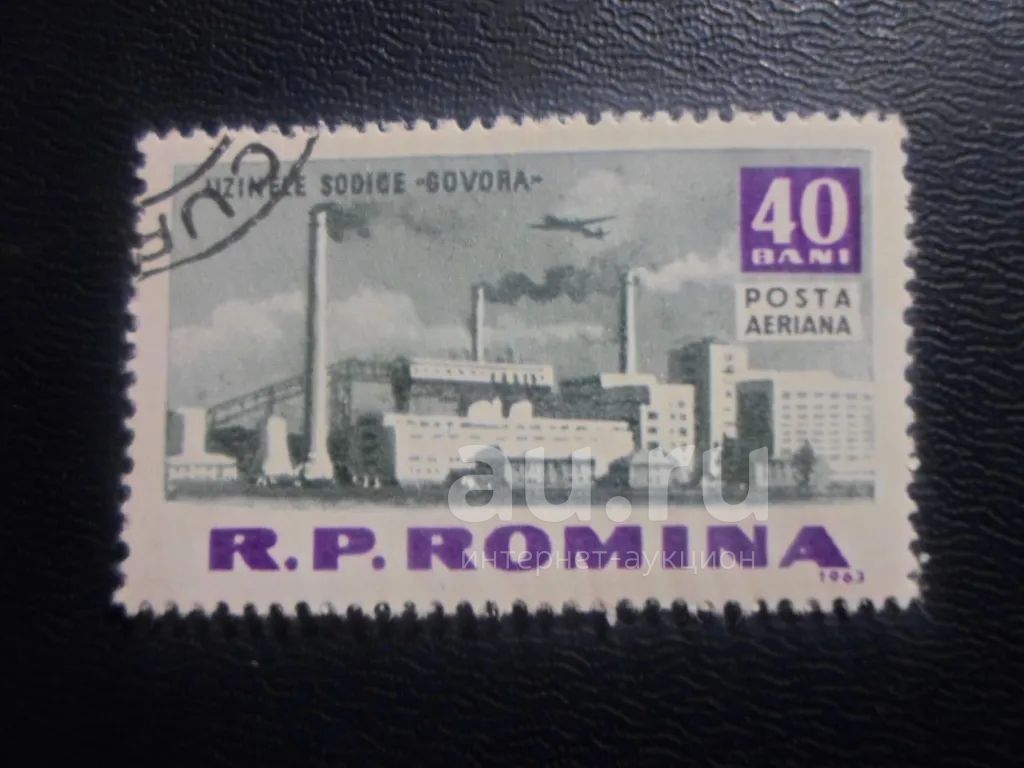 UZINELE SODICE -GOVORA-
40
BANI
POSTA
AERIANA
au.ru
R.P.ROMINA
интернет-аукцион
1963